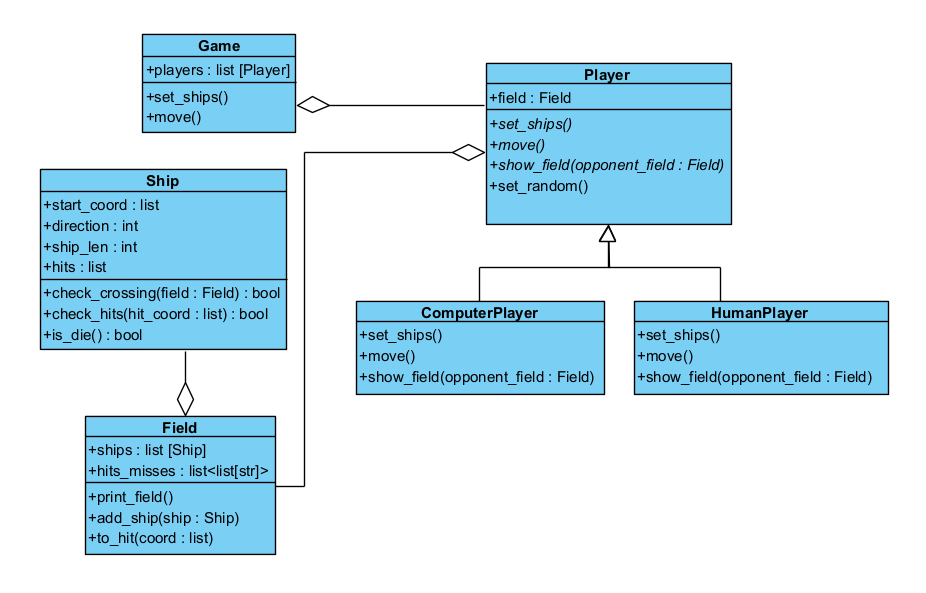 Game
+players : list [Player]
+set_ships()
+move()
Player
+field : Field
+set_ships()
+move()
+show_field(opponent_field : Field)
+set_random()
Ship
+start_coord : list
+direction : int
+ship_len : int
+hits : list
+check_crossing(field : Field) : bool
+check_hits(hit_coord : list) : bool
+is_die() : bool
ComputerPlayer
+set_ships()
+move()
+show_field(opponent_field : Field)
HumanPlayer
+set_ships()
+move()
+show_field(opponent_field : Field)
Field
+ships : list [Ship]
+hits_misses : list<list[str]>
+print_field()
+add_ship(ship : Ship)
+to_hit(coord : list)